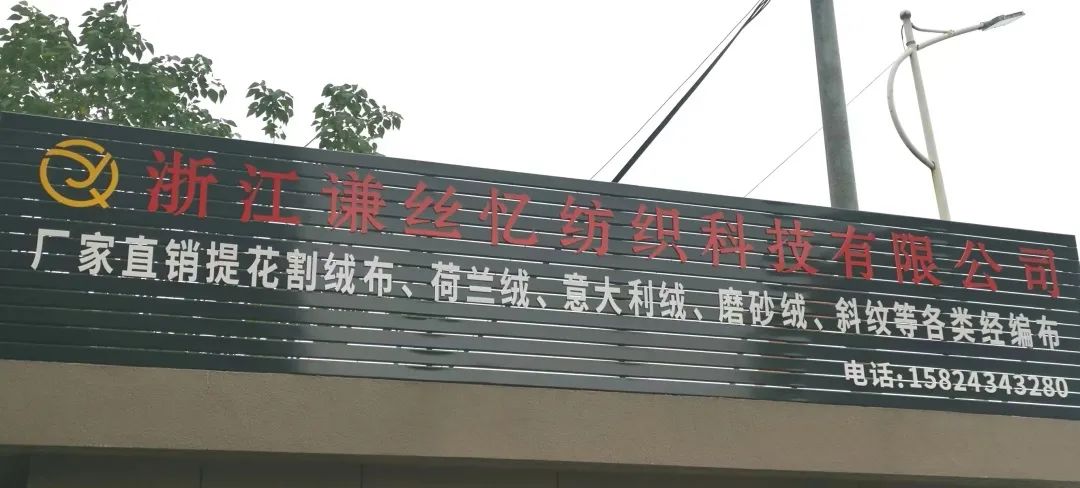 浙江谦丝忆纺织科技有限公司
厂家直销提花割绒布、荷兰绒、意大利绒、磨砂绒、斜纹等各类经编布
电话:15824343280